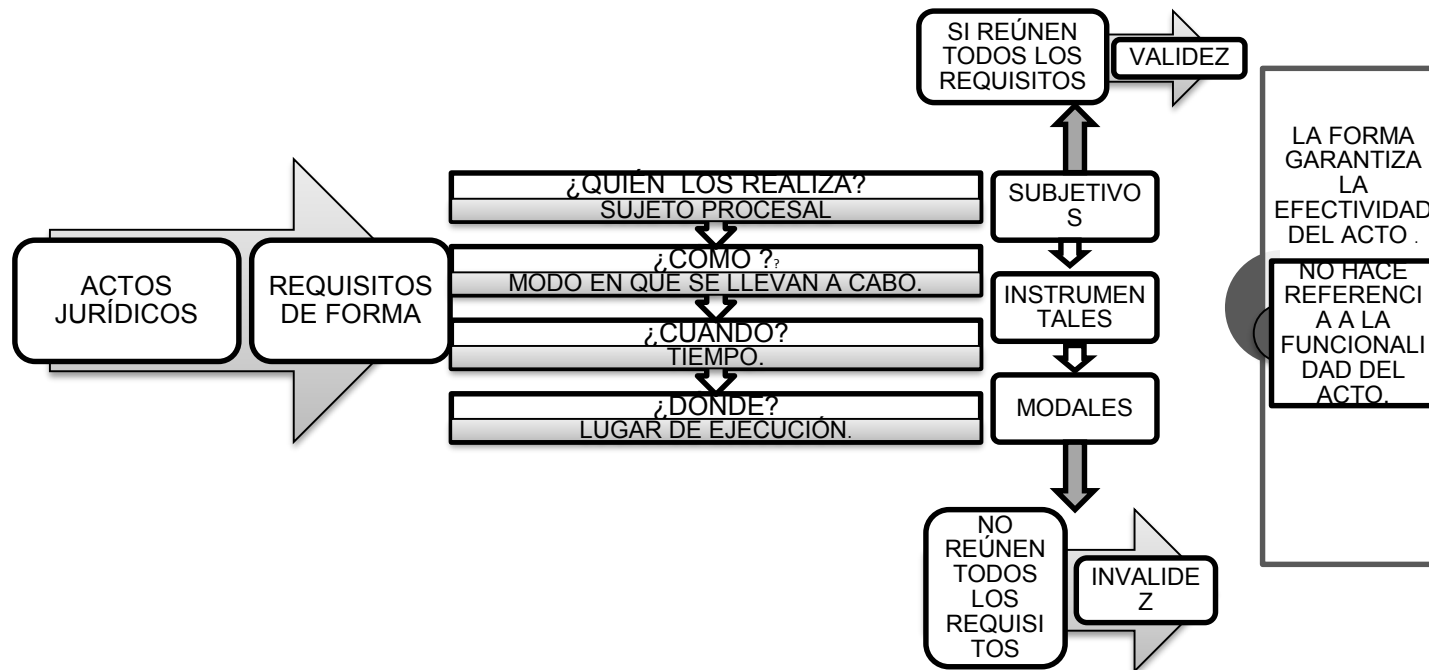 ACTOS
JURÍDICOS
REQUISITOS
DE FORMA
¿QUIÉN LOS REALIZA?
SUJETO PROCESAL
¿COMO ??
MODO EN QUE SE LLEVAN A CABO.
¿CUANDO?
TIEMPO.
¿DONDE?
LUGAR DE EJECUCIÓN.
SI REÚNEN
TODOS LOS
REQUISITOS
VALIDEZ
SUBJETIVO
S
INSTRUMEN
TALES
MODALES
NO
REÚNEN
TODOS
LOS
REQUISI
TOS
INVALIDE
Z
LA FORMA
GARANTIZA
LA
EFECTIVIDAD
DEL ACTO .
NO HACE
REFERENCI
A A LA
FUNCIONALI
DAD DEL
ACTO.